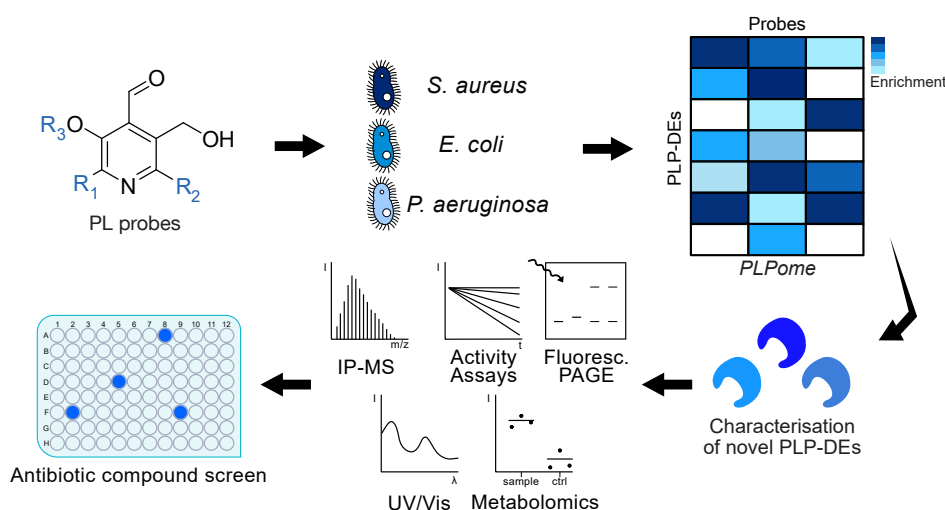 O
R₃
O
OH
R₁
N
R₂
PL probes
S. aureus
E. coli
P. aeruginosa
Probes
Enrichment
PLP-DEs
PLPome
Characterisation
of novel PLP-DEs
I
m/z
IP-MS
I
t
Activity
Assays
Fluoresc.
PAGE
I
λ
UV/Vis
I
sample ctrl
Metabolomics
1 2 3 4 5 6 7 8 9 10 11 12
A
B
C
D
E
F
G
H
Antibiotic compound screen